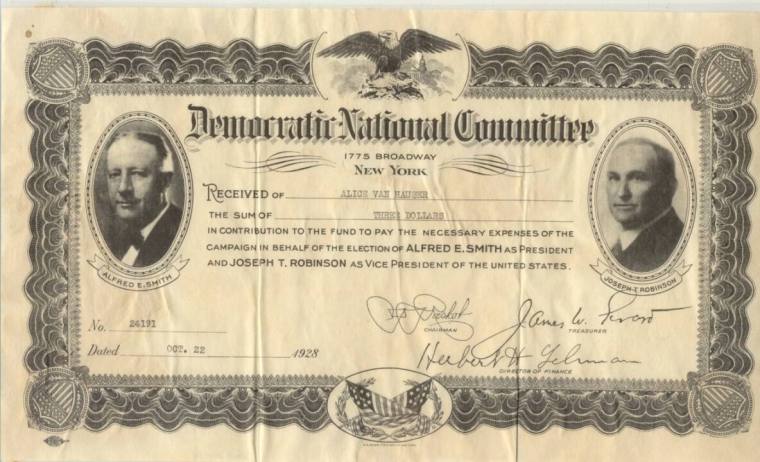 Democratic National Committee
1775 BROADWAY
NEW YORK
RECEIVED OF ALICE VAN HAUSER
THE SUM OF THREE DOLLARS
IN CONTRIBUTION TO THE FUND TO PAY THE NECESSARY EXPENSES OF THE
CAMPAIGN IN BEHALF OF THE ELECTION OF ALFRED E. SMITH AS PRESIDENT
AND JOSEPH T. ROBINSON AS VICE PRESIDENT OF THE UNITED STATES.
ALFRED E. SMITH
JOSEPH T. ROBINSON
No. 24191
CHAIRMAN
James W.
TREASURER
Dated OCT. 22 1928
Herbert H Lehman
DIRECTOR OF FINANCE